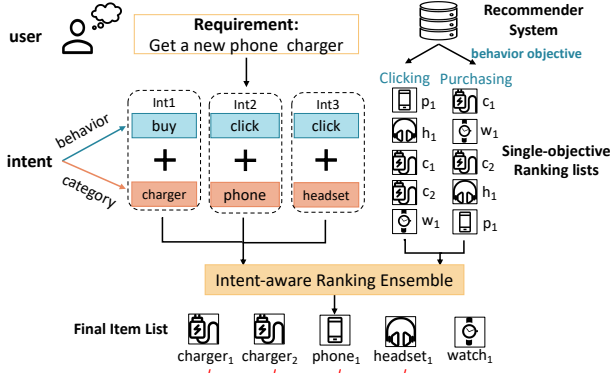 user
Requirement:
Get a new phone charger
Recommender
System
behavior objective
Clicking
Purchasing
Int1
Int2
Int3
buy
click
click
intent
behavior
category
charger
phone
headset
p1
h1
c1
c2
w1
c1
w1
c2
h1
p1
Single-objective
Ranking lists
Intent-aware Ranking Ensemble
Final Item List
charger1
charger2
phone1
headset1
watch1